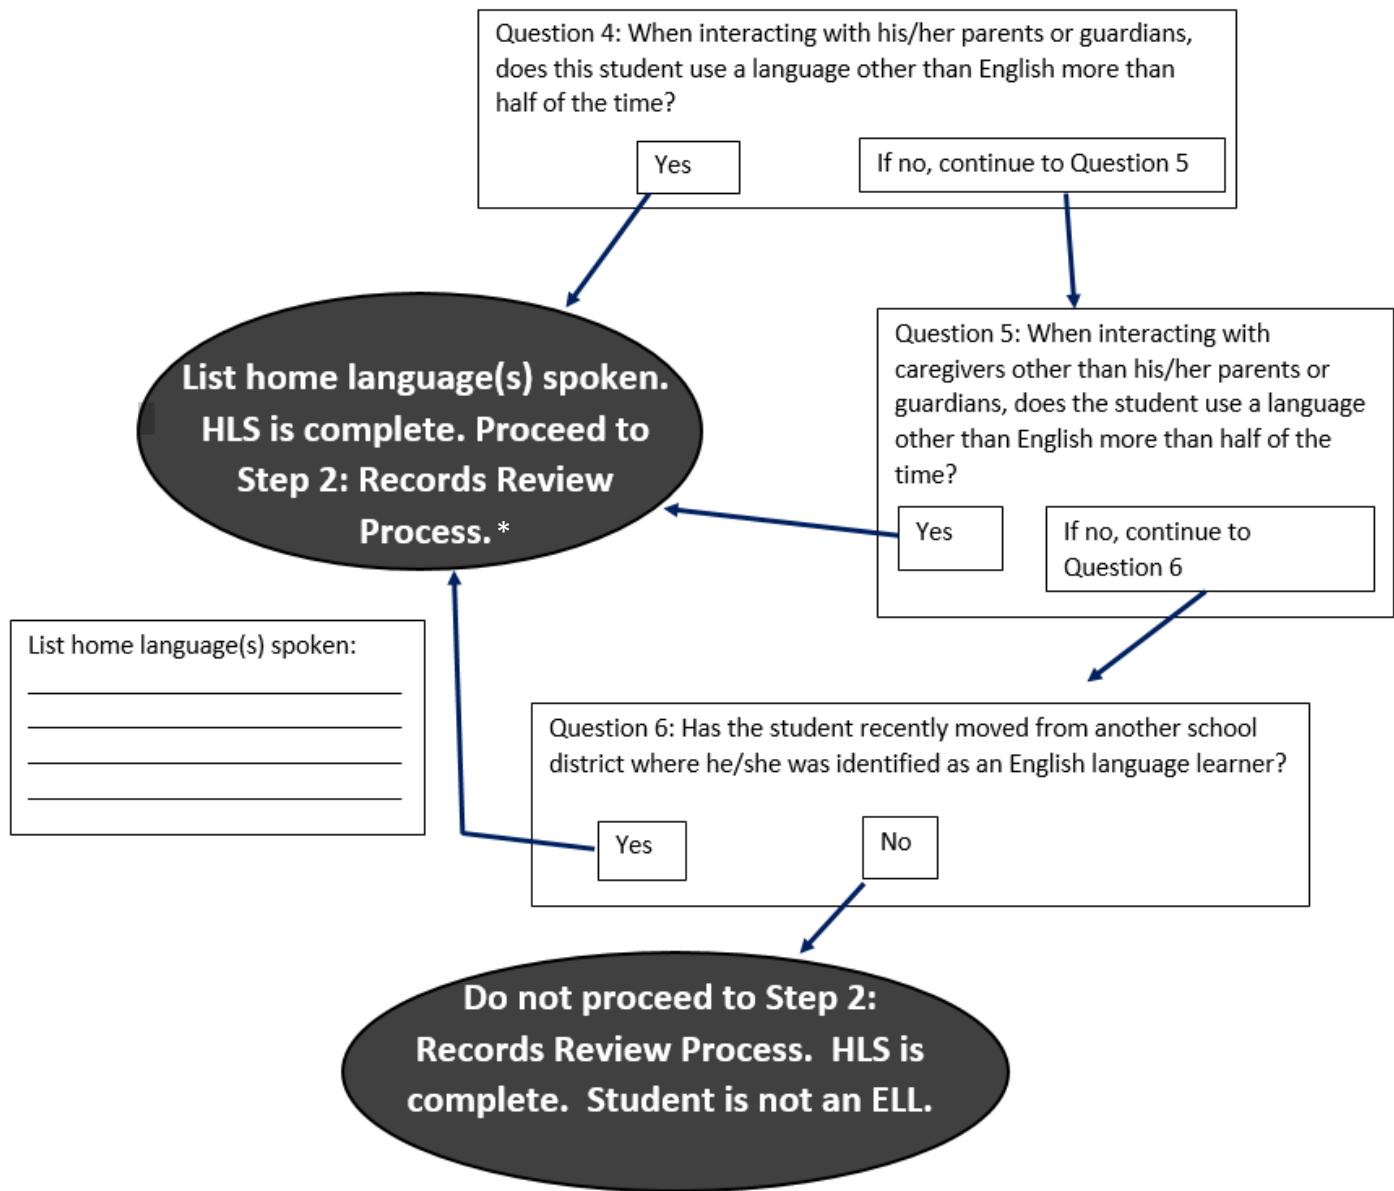 Question 4: When interacting with his/her parents or guardians,
does this student use a language other than English more than
half of the time?
Yes
If no, continue to Question 5
List home language(s) spoken.
HLS is complete. Proceed to
Step 2: Records Review
Process.*
Question 5: When interacting with
caregivers other than his/her parents or
guardians, does the student use a language
other than English more than half of the
time?
Yes
If no, continue to
Question 6
List home language(s) spoken:
Question 6: Has the student recently moved from another school
district where he/she was identified as an English language learner?
Yes
No
Do not proceed to Step 2:
Records Review Process.  HLS is
complete.  Student is not an ELL.